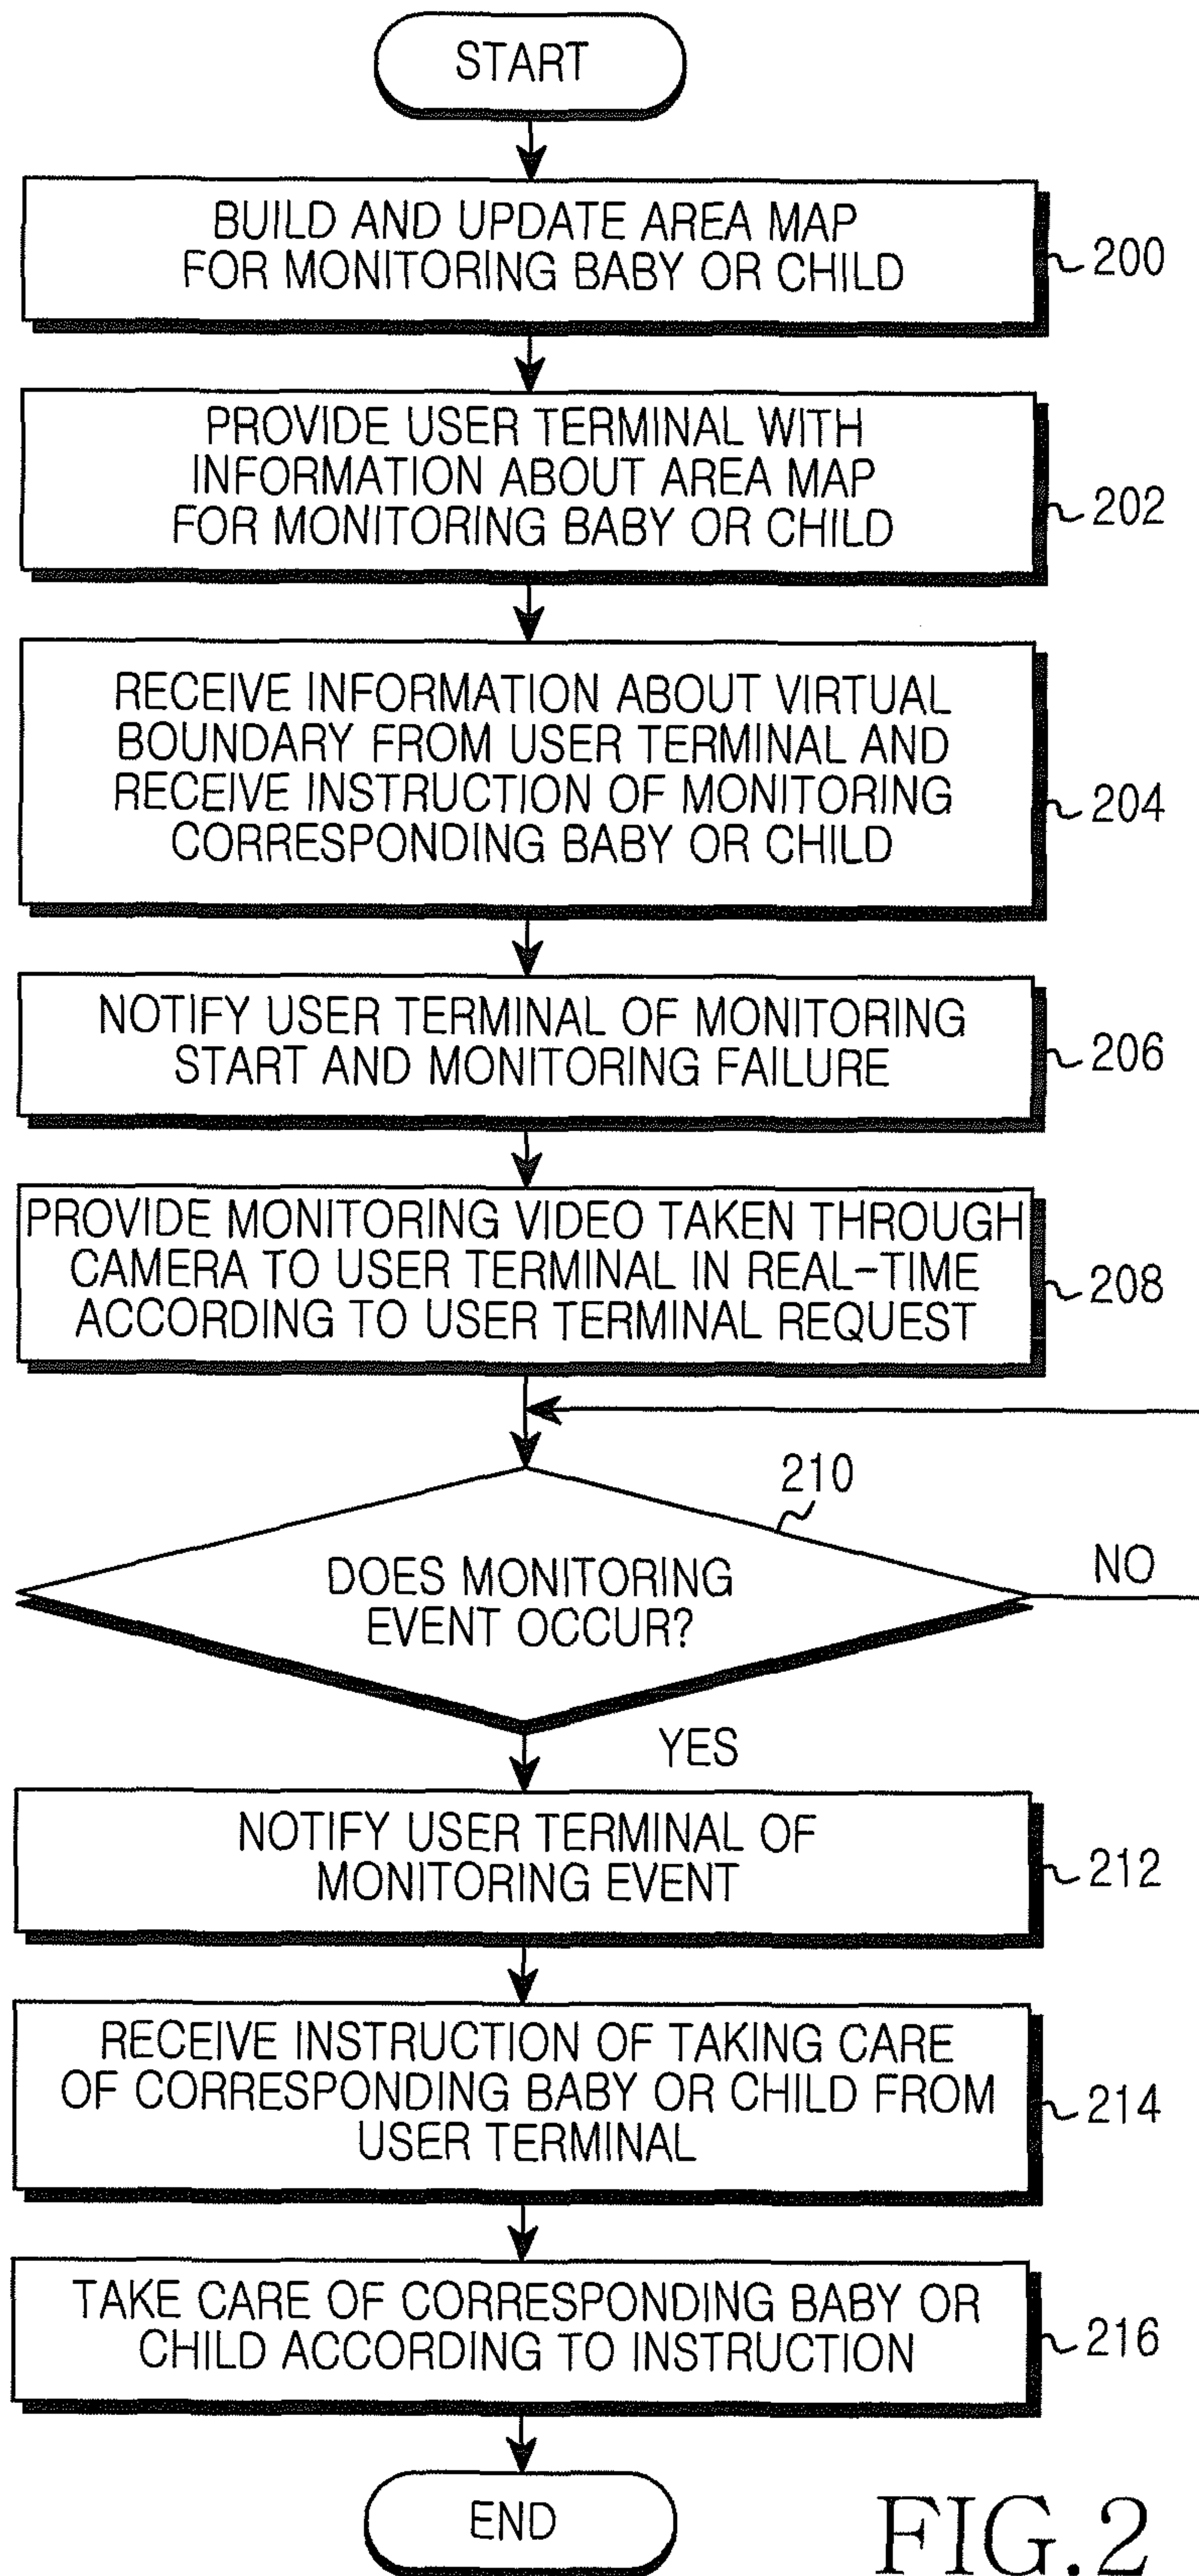 START
BUILD AND UPDATE AREA MAP
FOR MONITORING BABY OR CHILD
200
PROVIDE USER TERMINAL WITH
INFORMATION ABOUT AREA MAP
FOR MONITORING BABY OR CHILD
202
RECEIVE INFORMATION ABOUT VIRTUAL
BOUNDARY FROM USER TERMINAL AND
RECEIVE INSTRUCTION OF MONITORING
CORRESPONDING BABY OR CHILD
204
NOTIFY USER TERMINAL OF MONITORING
START AND MONITORING FAILURE
206
PROVIDE MONITORING VIDEO TAKEN THROUGH
CAMERA TO USER TERMINAL IN REAL-TIME
ACCORDING TO USER TERMINAL REQUEST
208
210
DOES MONITORING
EVENT OCCUR?
NO
YES
NOTIFY USER TERMINAL OF
MONITORING EVENT
212
RECEIVE INSTRUCTION OF TAKING CARE
OF CORRESPONDING BABY OR CHILD FROM
USER TERMINAL
214
TAKE CARE OF CORRESPONDING BABY OR
CHILD ACCORDING TO INSTRUCTION
216
END
FIG.2